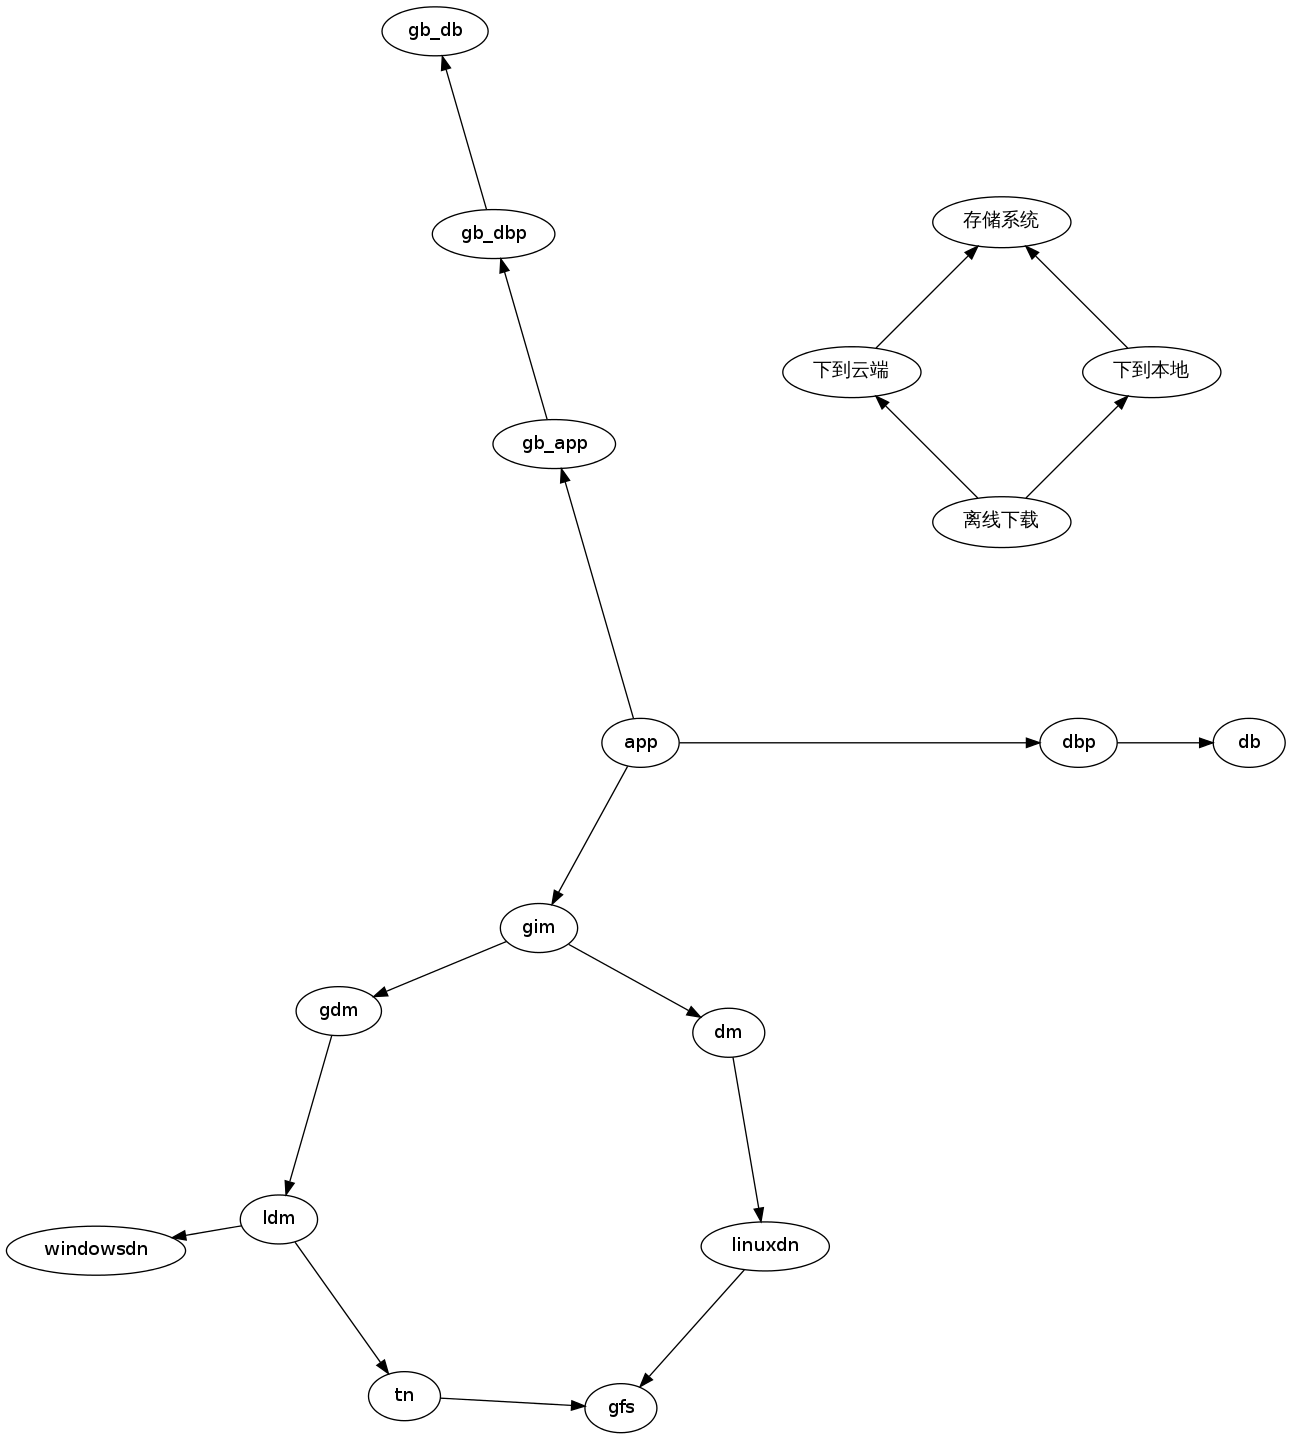 gb_db
存储系统
gb_dbp
下到云端
下到本地
gb_app
离线下载
app
dbp
db
gim
gdm
dm
ldm
windowsdn
linuxdn
tn
gfs